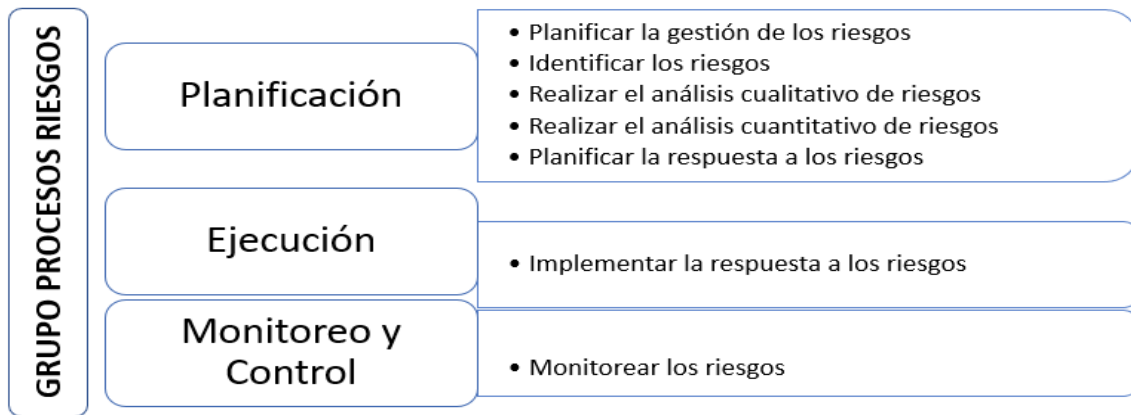 GRUPO PROCESOS RIESGOS
Planificación
• Planificar la gestión de los riesgos
• Identificar los riesgos
• Realizar el análisis cualitativo de riesgos
• Realizar el análisis cuantitativo de riesgos
• Planificar la respuesta a los riesgos
Ejecución
• Implementar la respuesta a los riesgos
Monitoreo y
Control
• Monitorear los riesgos